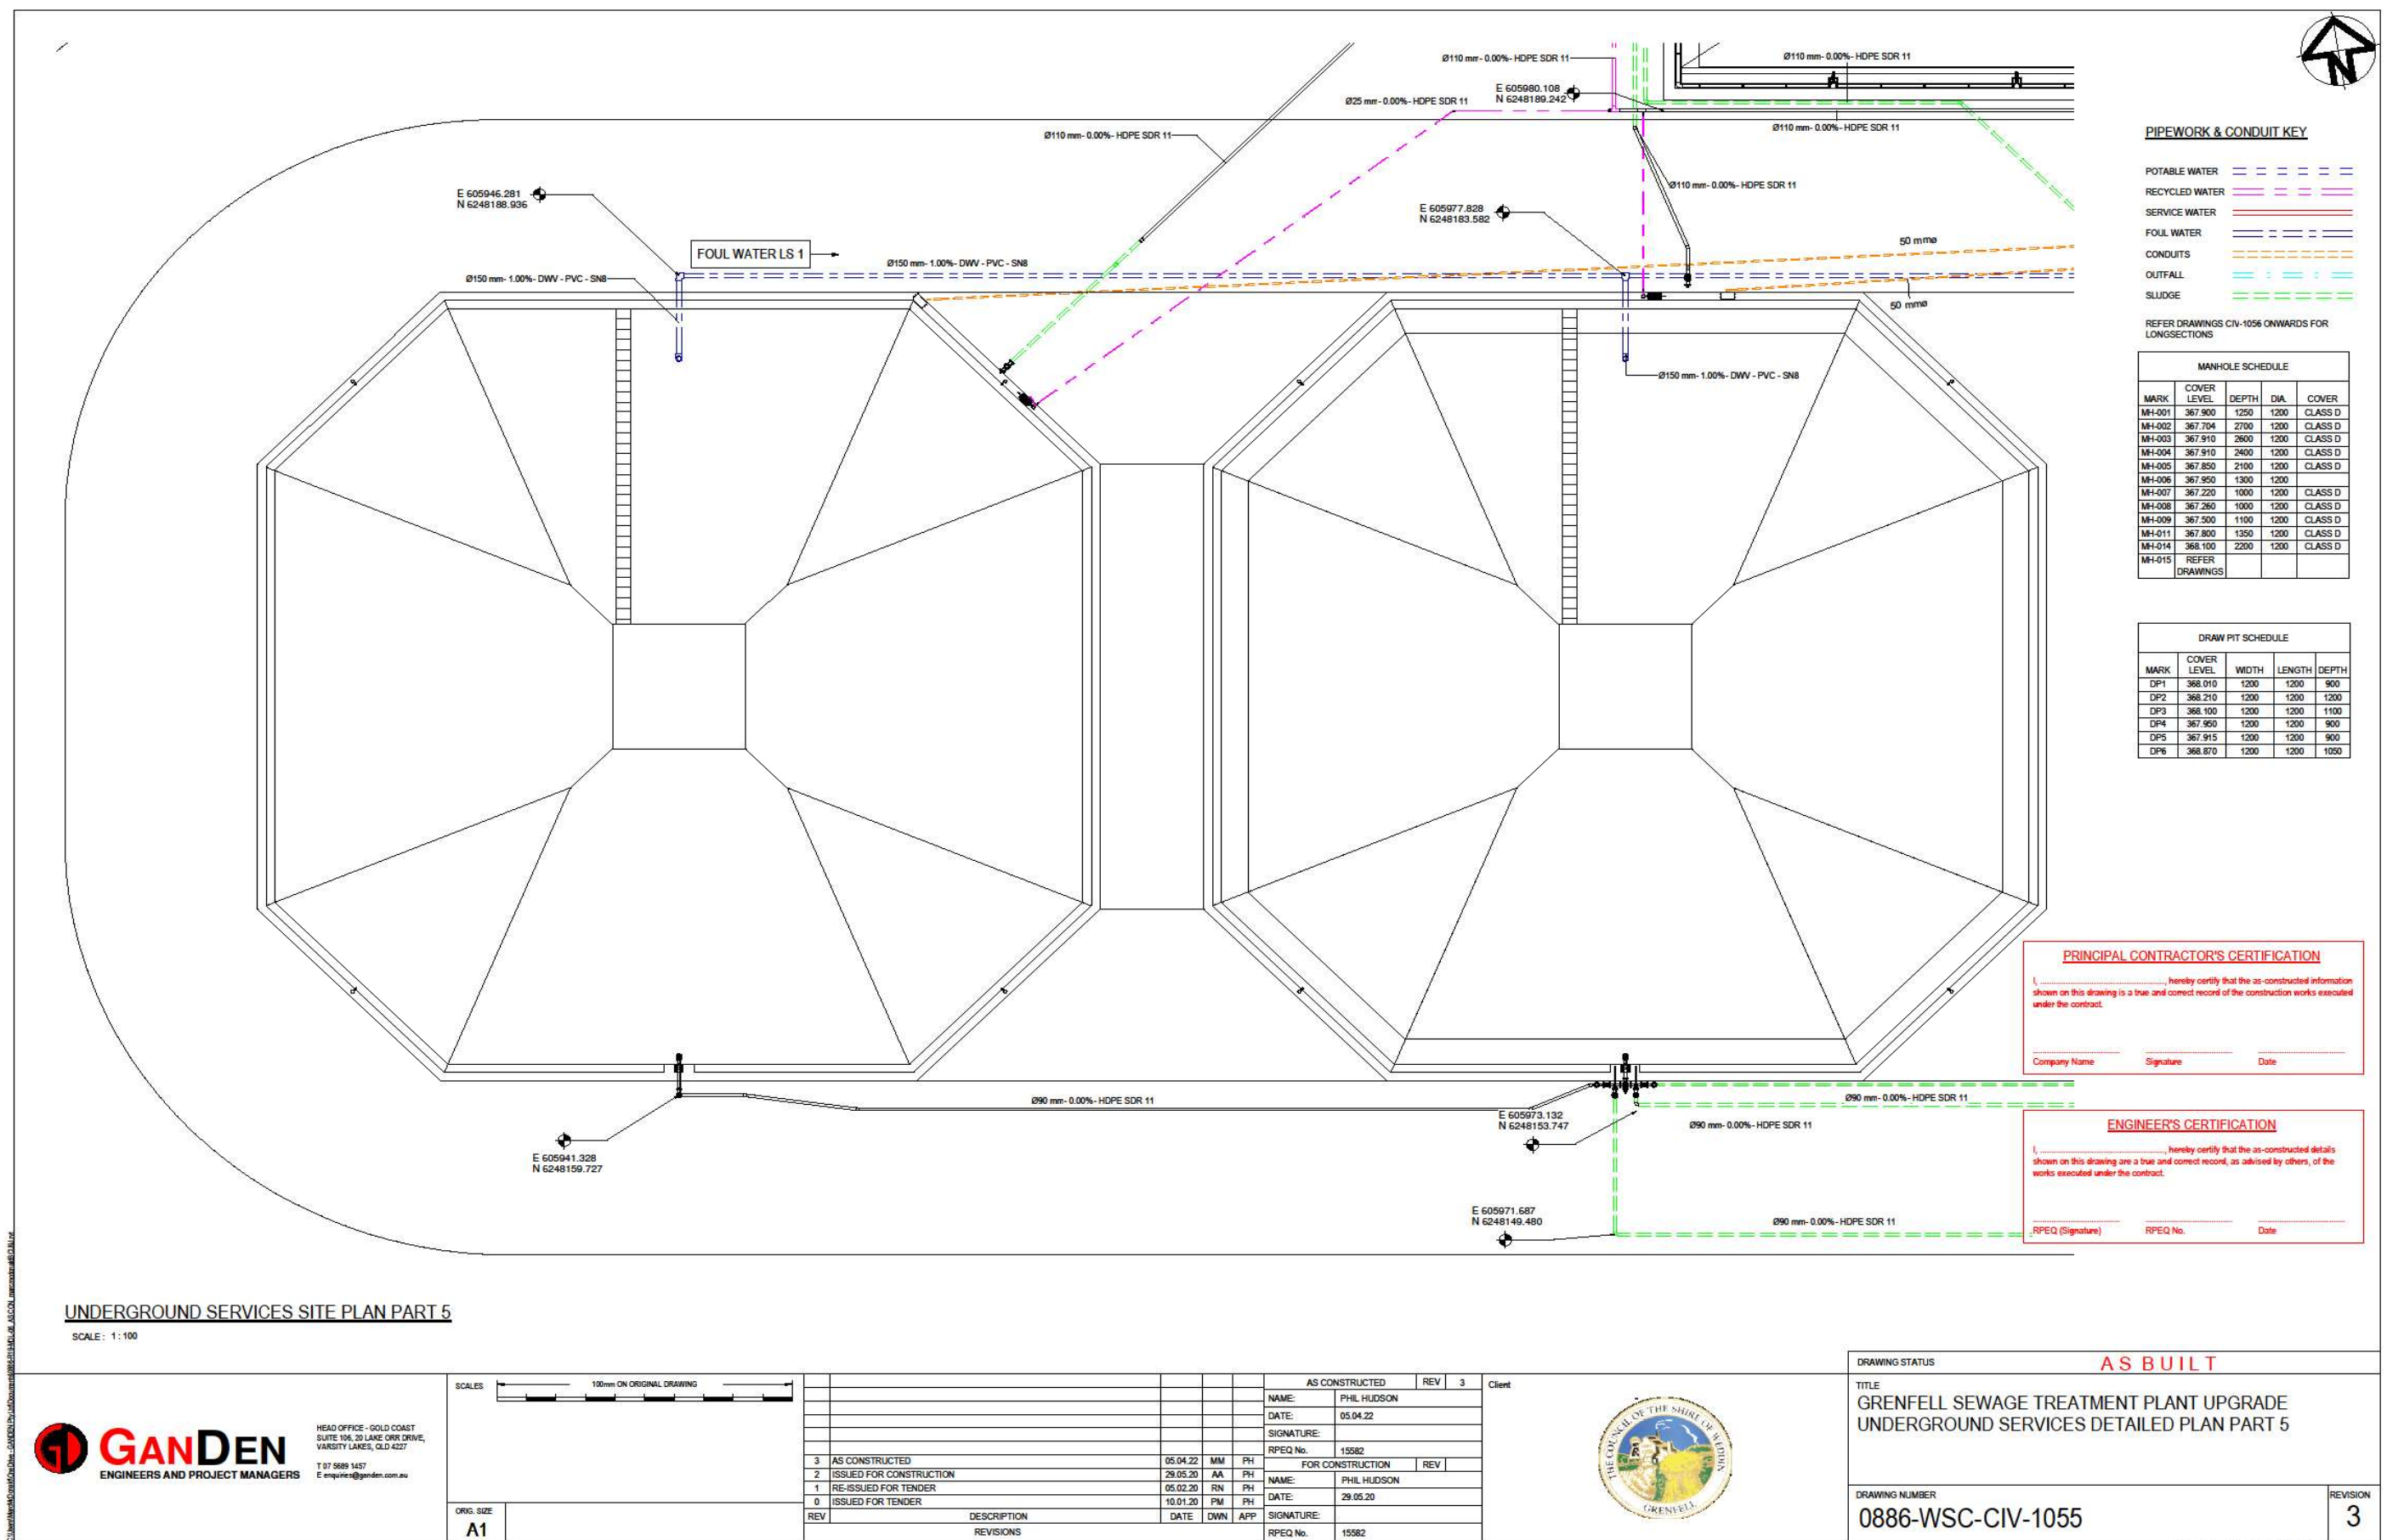 Ø110 mm- 0.00%- HDPE SDR 11
Ø110 mm- 0.00%- HDPE SDR 11
E 605980.108
N 6248189.242
Ø25 mm- 0.00%- HDPE SDR 11
Ø110 mm- 0.00%- HDPE SDR 11
Ø110 mm- 0.00%- HDPE SDR 11
Ø110 mm- 0.00%- HDPE SDR 11
E 605946.281
N 6248188.936
E 605977.828
N 6248183.582
FOUL WATER LS 1
Ø150 mm- 1.00%- DWV - PVC - SN8
Ø150 mm- 1.00%- DWV - PVC - SN8
50 mmø
50 mmø
Ø150 mm- 1.00%- DWV - PVC - SN8
Ø90 mm- 0.00%- HDPE SDR 11
Ø90 mm- 0.00%- HDPE SDR 11
E 605973.132
N 6248153.747
Ø90 mm- 0.00%- HDPE SDR 11
E 605941.328
N 6248159.727
E 605971.687
N 6248149.480
Ø90 mm- 0.00%- HDPE SDR 11
N
PIPEWORK & CONDUIT KEY
POTABLE WATER
RECYCLED WATER
SERVICE WATER
FOUL WATER
CONDUITS
OUTFALL
SLUDGE
REFER DRAWINGS CIV-1056 ONWARDS FOR
LONGSECTIONS
MANHOLE SCHEDULE
MARK COVER LEVEL DEPTH DIA. COVER
MH-001 367.900 1250 1200 CLASS D
MH-002 367.704 2700 1200 CLASS D
MH-003 367.910 2600 1200 CLASS D
MH-004 367.910 2400 1200 CLASS D
MH-005 367.850 2100 1200 CLASS D
MH-006 367.950 1300 1200
MH-007 367.220 1000 1200 CLASS D
MH-008 367.260 1000 1200 CLASS D
MH-009 367.500 1100 1200 CLASS D
MH-011 367.800 1350 1200 CLASS D
MH-014 368.100 2200 1200 CLASS D
MH-015 REFER DRAWINGS
DRAW PIT SCHEDULE
MARK COVER LEVEL WIDTH LENGTH DEPTH
DP1 368.010 1200 1200 900
DP2 368.210 1200 1200 1200
DP3 368.100 1200 1200 1100
DP4 367.950 1200 1200 900
DP5 367.915 1200 1200 900
DP6 368.870 1200 1200 1050
PRINCIPAL CONTRACTOR'S CERTIFICATION
I, ............................................, hereby certify that the as-constructed information
shown on this drawing is a true and correct record of the construction works executed
under the contract.
Company Name Signature Date
ENGINEER'S CERTIFICATION
I, ............................................, hereby certify that the as-constructed details
shown on this drawing are a true and correct record, as advised by others, of the
works executed under the contract.
RPEQ (Signature) RPEQ No. Date
UNDERGROUND SERVICES SITE PLAN PART 5
SCALE : 1 : 100
GANDEN
ENGINEERS AND PROJECT MANAGERS
HEAD OFFICE - GOLD COAST
SUITE 106, 20 LAKE ORR DRIVE,
VARSITY LAKES, QLD 4227
T 07 5689 1457
E enquiries@ganden.com.au
SCALES
100mm ON ORIGINAL DRAWING
ORIG. SIZE
A1
3 AS CONSTRUCTED 05.04.22 MM PH
2 ISSUED FOR CONSTRUCTION 29.05.20 AA PH
1 RE-ISSUED FOR TENDER 05.02.20 RN PH
0 ISSUED FOR TENDER 10.01.20 PM PH
REV DESCRIPTION DATE DWN APP
REVISIONS
AS CONSTRUCTED REV 3
NAME: PHIL HUDSON
DATE: 05.04.22
SIGNATURE:
RPEQ No. 15582
FOR CONSTRUCTION REV
NAME: PHIL HUDSON
DATE: 29.05.20
SIGNATURE:
RPEQ No. 15582
Client
THE COUNCIL OF THE SHIRE OF WEDDIN
GRENFELL
DRAWING STATUS
AS BUILT
TITLE
GRENFELL SEWAGE TREATMENT PLANT UPGRADE
UNDERGROUND SERVICES DETAILED PLAN PART 5
DRAWING NUMBER
0886-WSC-CIV-1055
REVISION
3